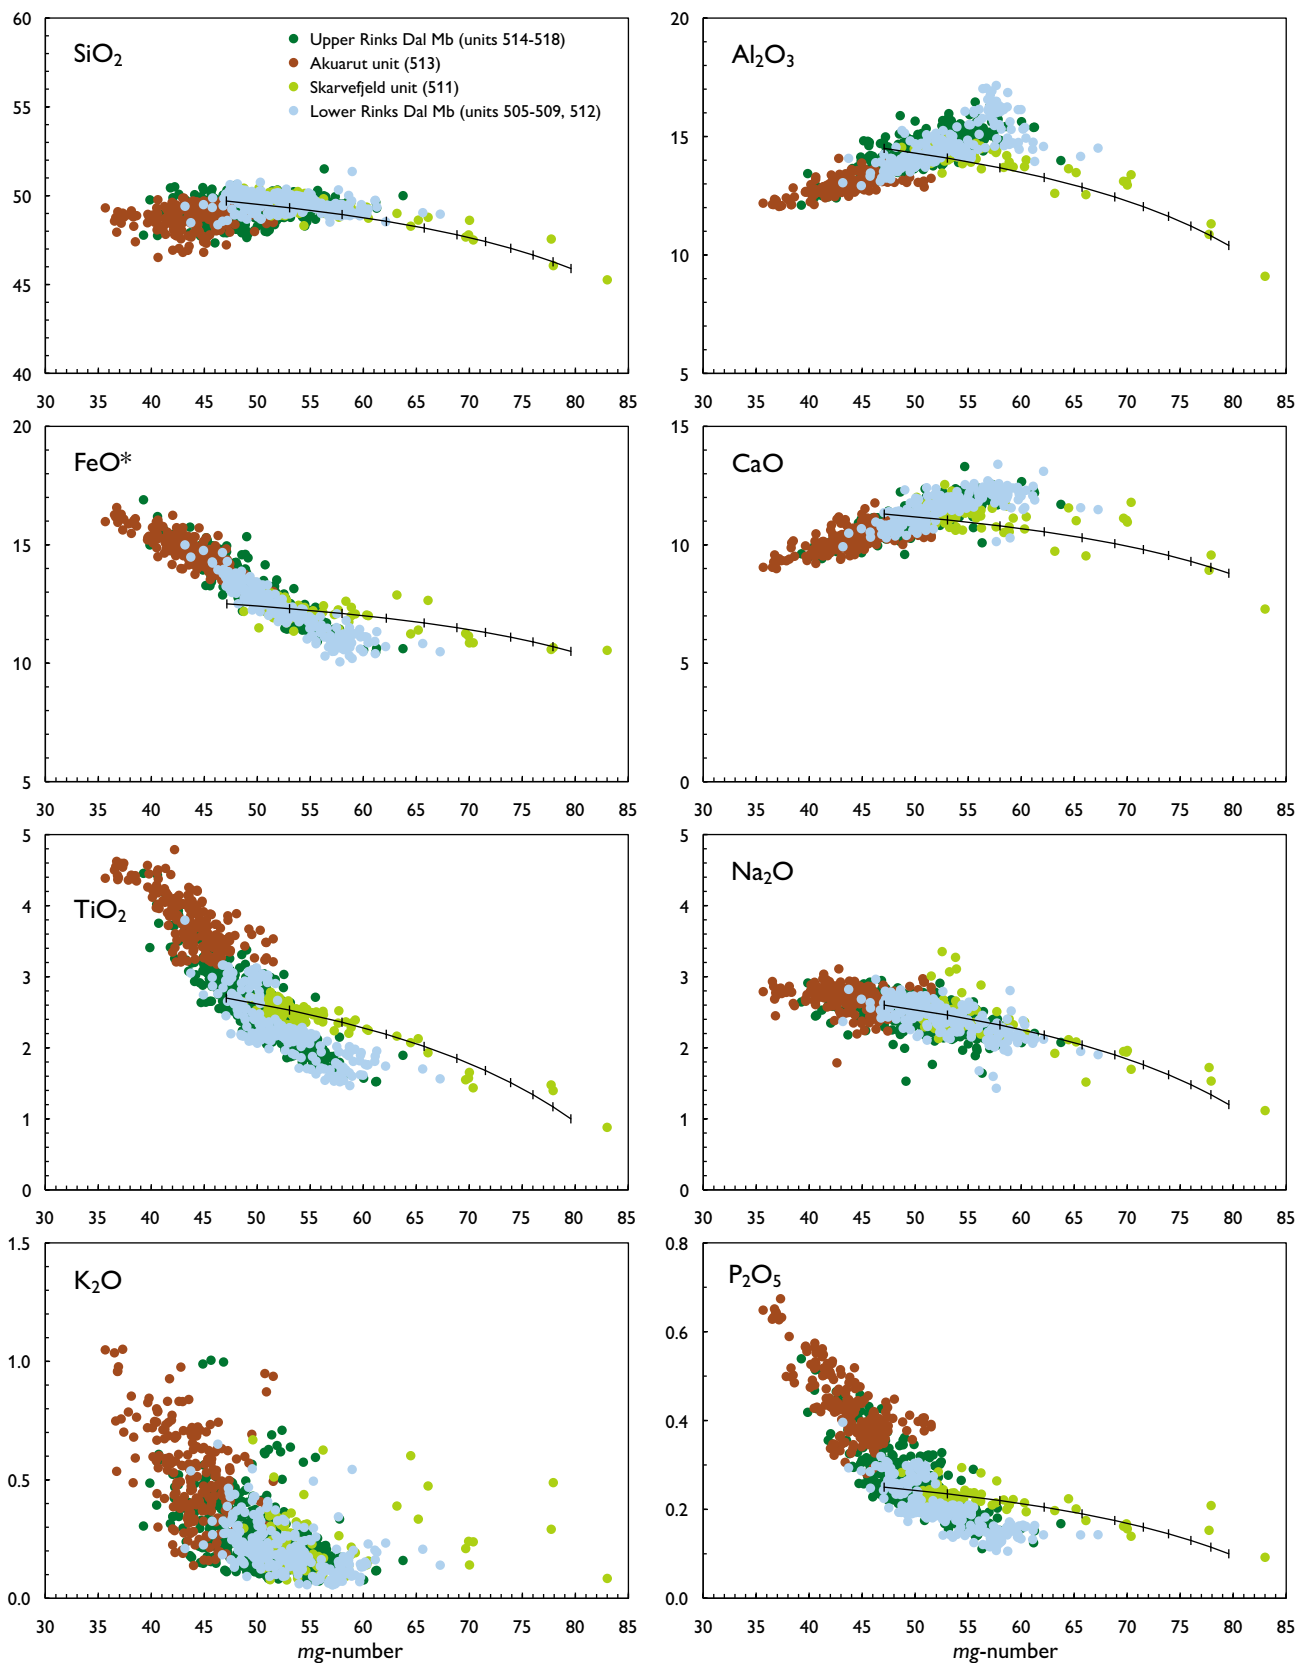 60
55
50
45
40
SiO2
Upper Rinks Dal Mb (units 514-518)
Akuarut unit (513)
Skarvefjeld unit (511)
Lower Rinks Dal Mb (units 505-509, 512)
30 35 40 45 50 55 60 65 70 75 80 85
20
15
10
5
Al2O3
30 35 40 45 50 55 60 65 70 75 80 85
20
15
10
5
FeO*
30 35 40 45 50 55 60 65 70 75 80 85
15
10
5
0
CaO
30 35 40 45 50 55 60 65 70 75 80 85
5
4
3
2
1
0
TiO2
30 35 40 45 50 55 60 65 70 75 80 85
5
4
3
2
1
0
Na2O
30 35 40 45 50 55 60 65 70 75 80 85
1.5
1.0
0.5
0.0
K2O
30 35 40 45 50 55 60 65 70 75 80 85
mg-number
0.8
0.6
0.4
0.2
0.0
P2O5
30 35 40 45 50 55 60 65 70 75 80 85
mg-number